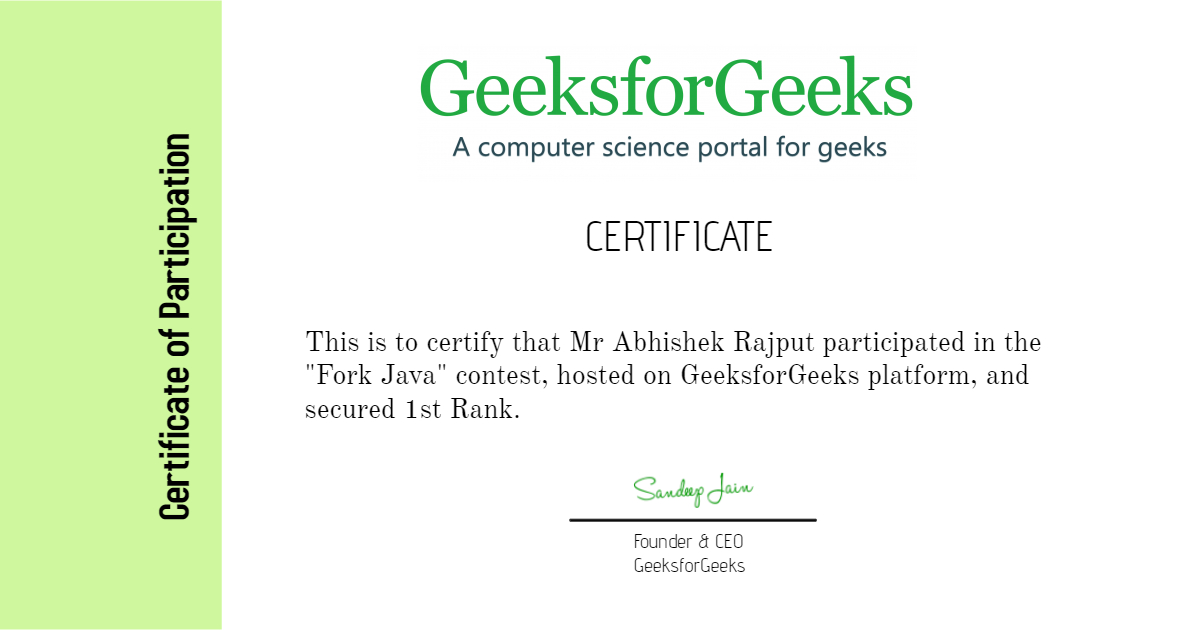 Certificate of Participation
GeeksforGeeks
A computer science portal for geeks
CERTIFICATE
This is to certify that Mr Abhishek Rajput participated in the
"Fork Java" contest, hosted on GeeksforGeeks platform, and
secured 1st Rank.
Sandeep Jain
Founder & CEO
GeeksforGeeks